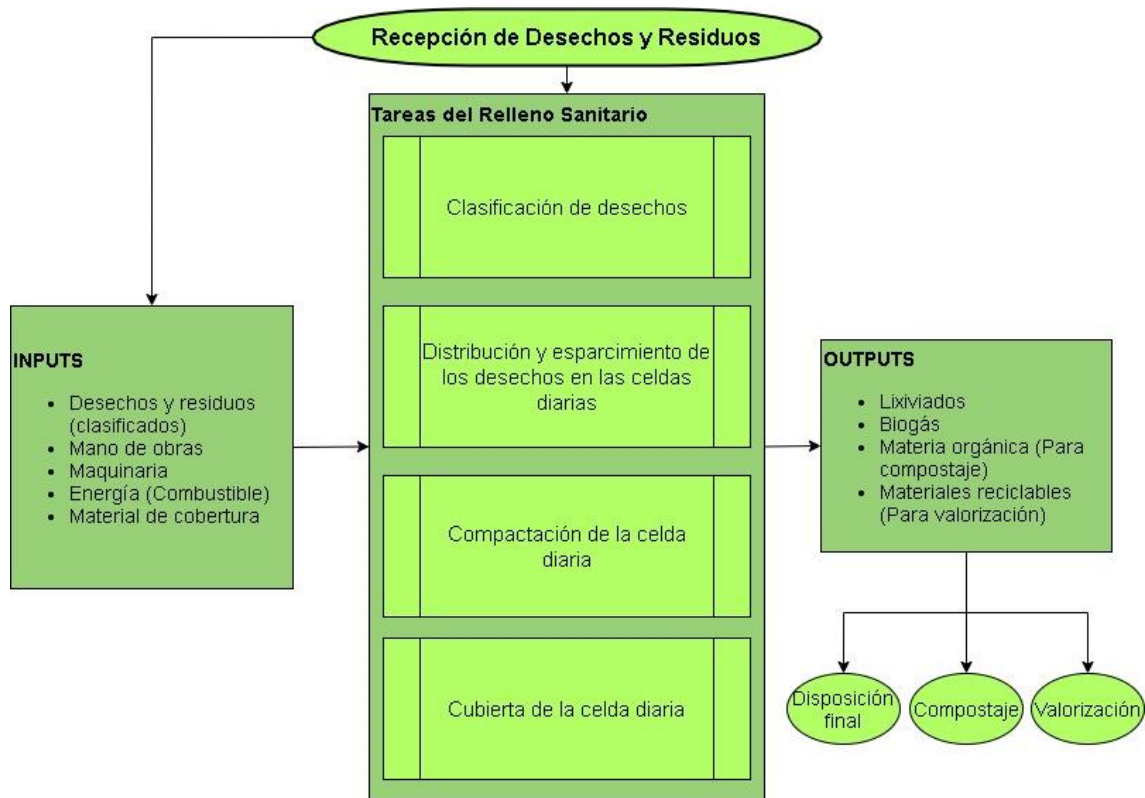 Recepción de Desechos y Residuos
Tareas del Relleno Sanitario
Clasificación de desechos
Distribución y esparcimiento de
los desechos en las celdas
diarias
Compactación de la celda
diaria
Cubierta de la celda diaria
INPUTS
• Desechos y residuos
(clasificados)
• Mano de obras
• Maquinaria
• Energía (Combustible)
• Material de cobertura
OUTPUTS
• Lixiviados
• Biogás
• Materia orgánica (Para
compostaje)
• Materiales reciclables
(Para valorización)
Disposición
final
Compostaje
Valorización